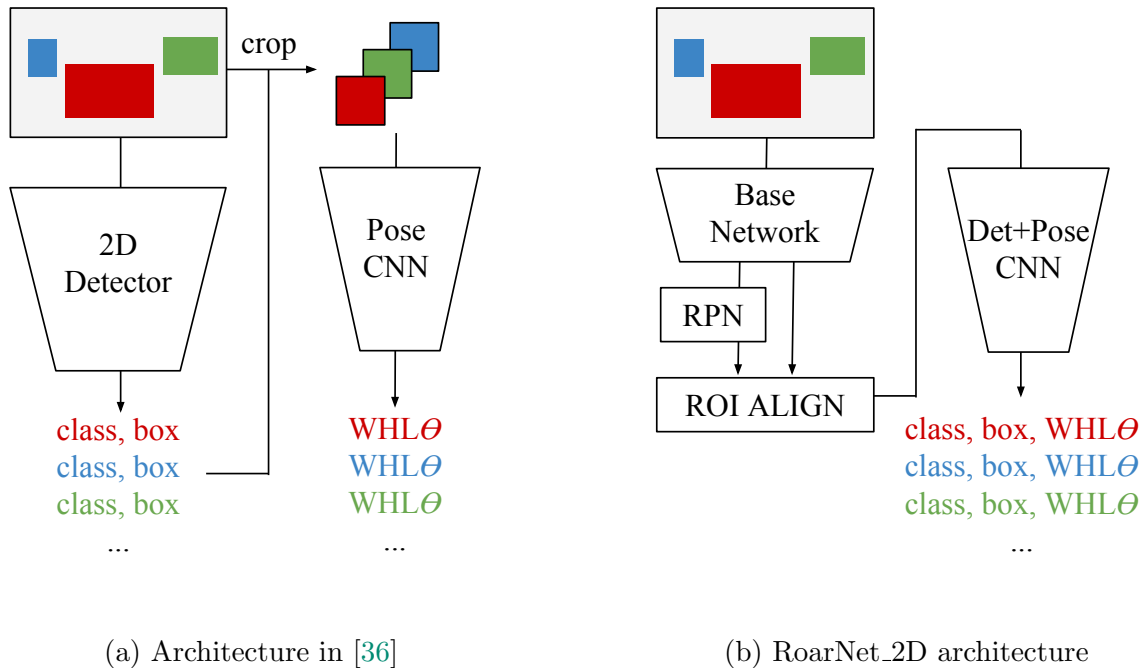 crop
2D
Detector
Pose
CNN
class, box
class, box
class, box
...
WHLΘ
WHLΘ
WHLΘ
...
(a) Architecture in [36]
Base
Network
RPN
ROI ALIGN
Det+Pose
CNN
class, box, WHLΘ
class, box, WHLΘ
class, box, WHLΘ
...
(b) RoarNet_2D architecture